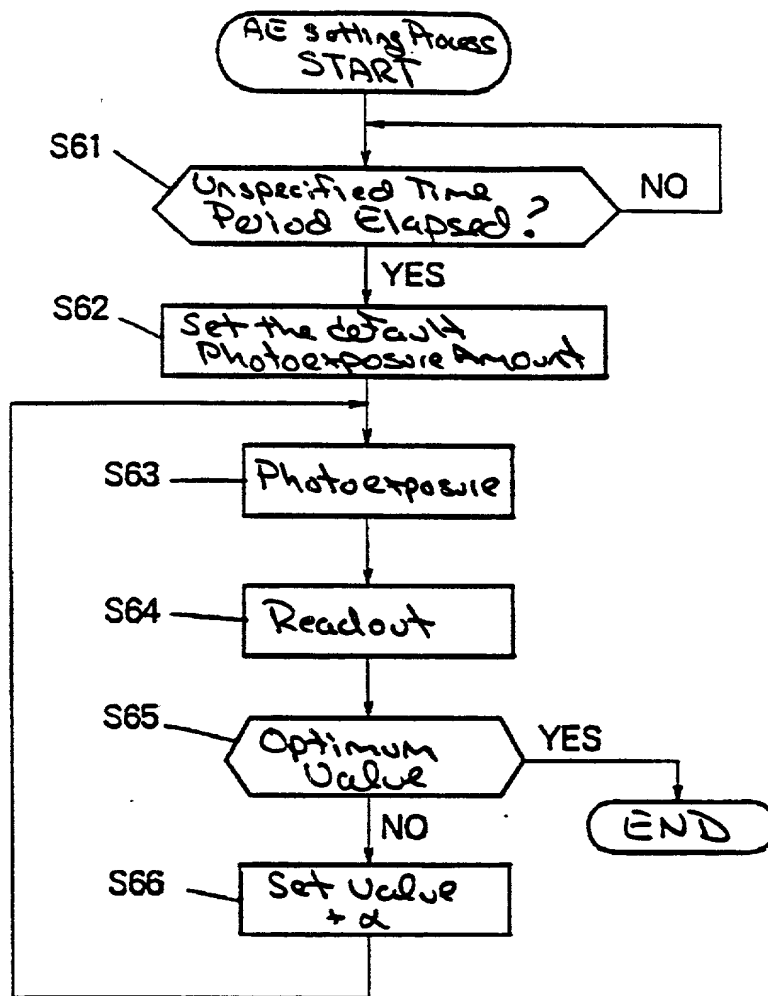 AE Setting Process
START
S61
Unspecified Time
Period Elapsed?
NO
YES
S62
Set the default
Photoexposure Amount
S63
Photoexposure
S64
Readout
S65
Optimum
Value
YES
END
NO
S66
Set Value
+ α